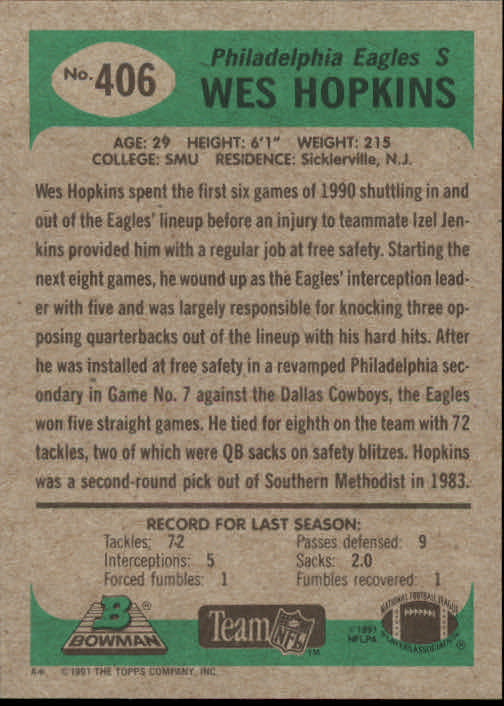 No. 406
Philadelphia Eagles S
WES HOPKINS
AGE: 29 HEIGHT: 6'1" WEIGHT: 215
COLLEGE: SMU RESIDENCE: Sicklerville, N.J.
Wes Hopkins spent the first six games of 1990 shuttling in and
out of the Eagles' lineup before an injury to teammate Izel Jen-
kins provided him with a regular job at free safety. Starting the
next eight games, he wound up as the Eagles' interception lead-
er with five and was largely responsible for knocking three op-
posing quarterbacks out of the lineup with his hard hits. After
he was installed at free safety in a revamped Philadelphia sec-
ondary in Game No. 7 against the Dallas Cowboys, the Eagles
won five straight games. He tied for eighth on the team with 72
tackles, two of which were QB sacks on safety blitzes. Hopkins
was a second-round pick out of Southern Methodist in 1983.
RECORD FOR LAST SEASON:
Tackles: 72 Passes defensed: 9
Interceptions: 5 Sacks: 2.0
Forced fumbles: 1 Fumbles recovered: 1
B®
BOWMAN
Team NFL ™
© 1991
NFLPA
NATIONAL FOOTBALL LEAGUE
PLAYERS ASSOCIATION ®
A* © 1991 THE TOPPS COMPANY, INC.